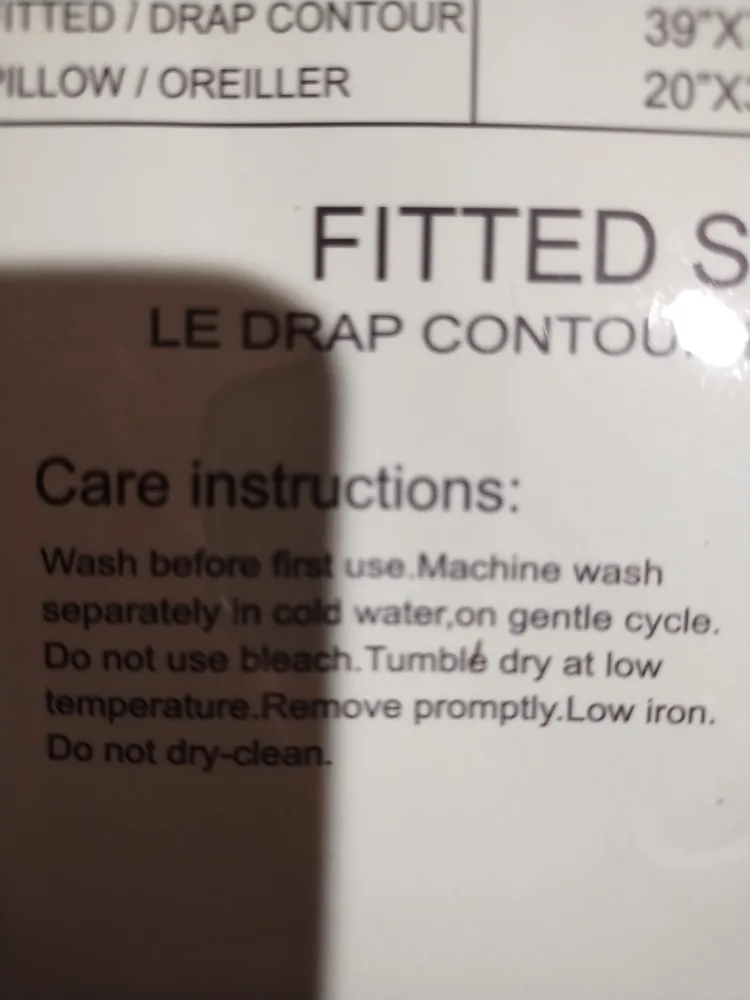 FITTED / DRAP CONTOUR 39"X
PILLOW / OREILLER 20"X
FITTED S
LE DRAP CONTOU
Care instructions:
Wash before first use.Machine wash
separately in cold water,on gentle cycle.
Do not use bleach.Tumble dry at low
temperature.Remove promptly.Low iron.
Do not dry-clean.